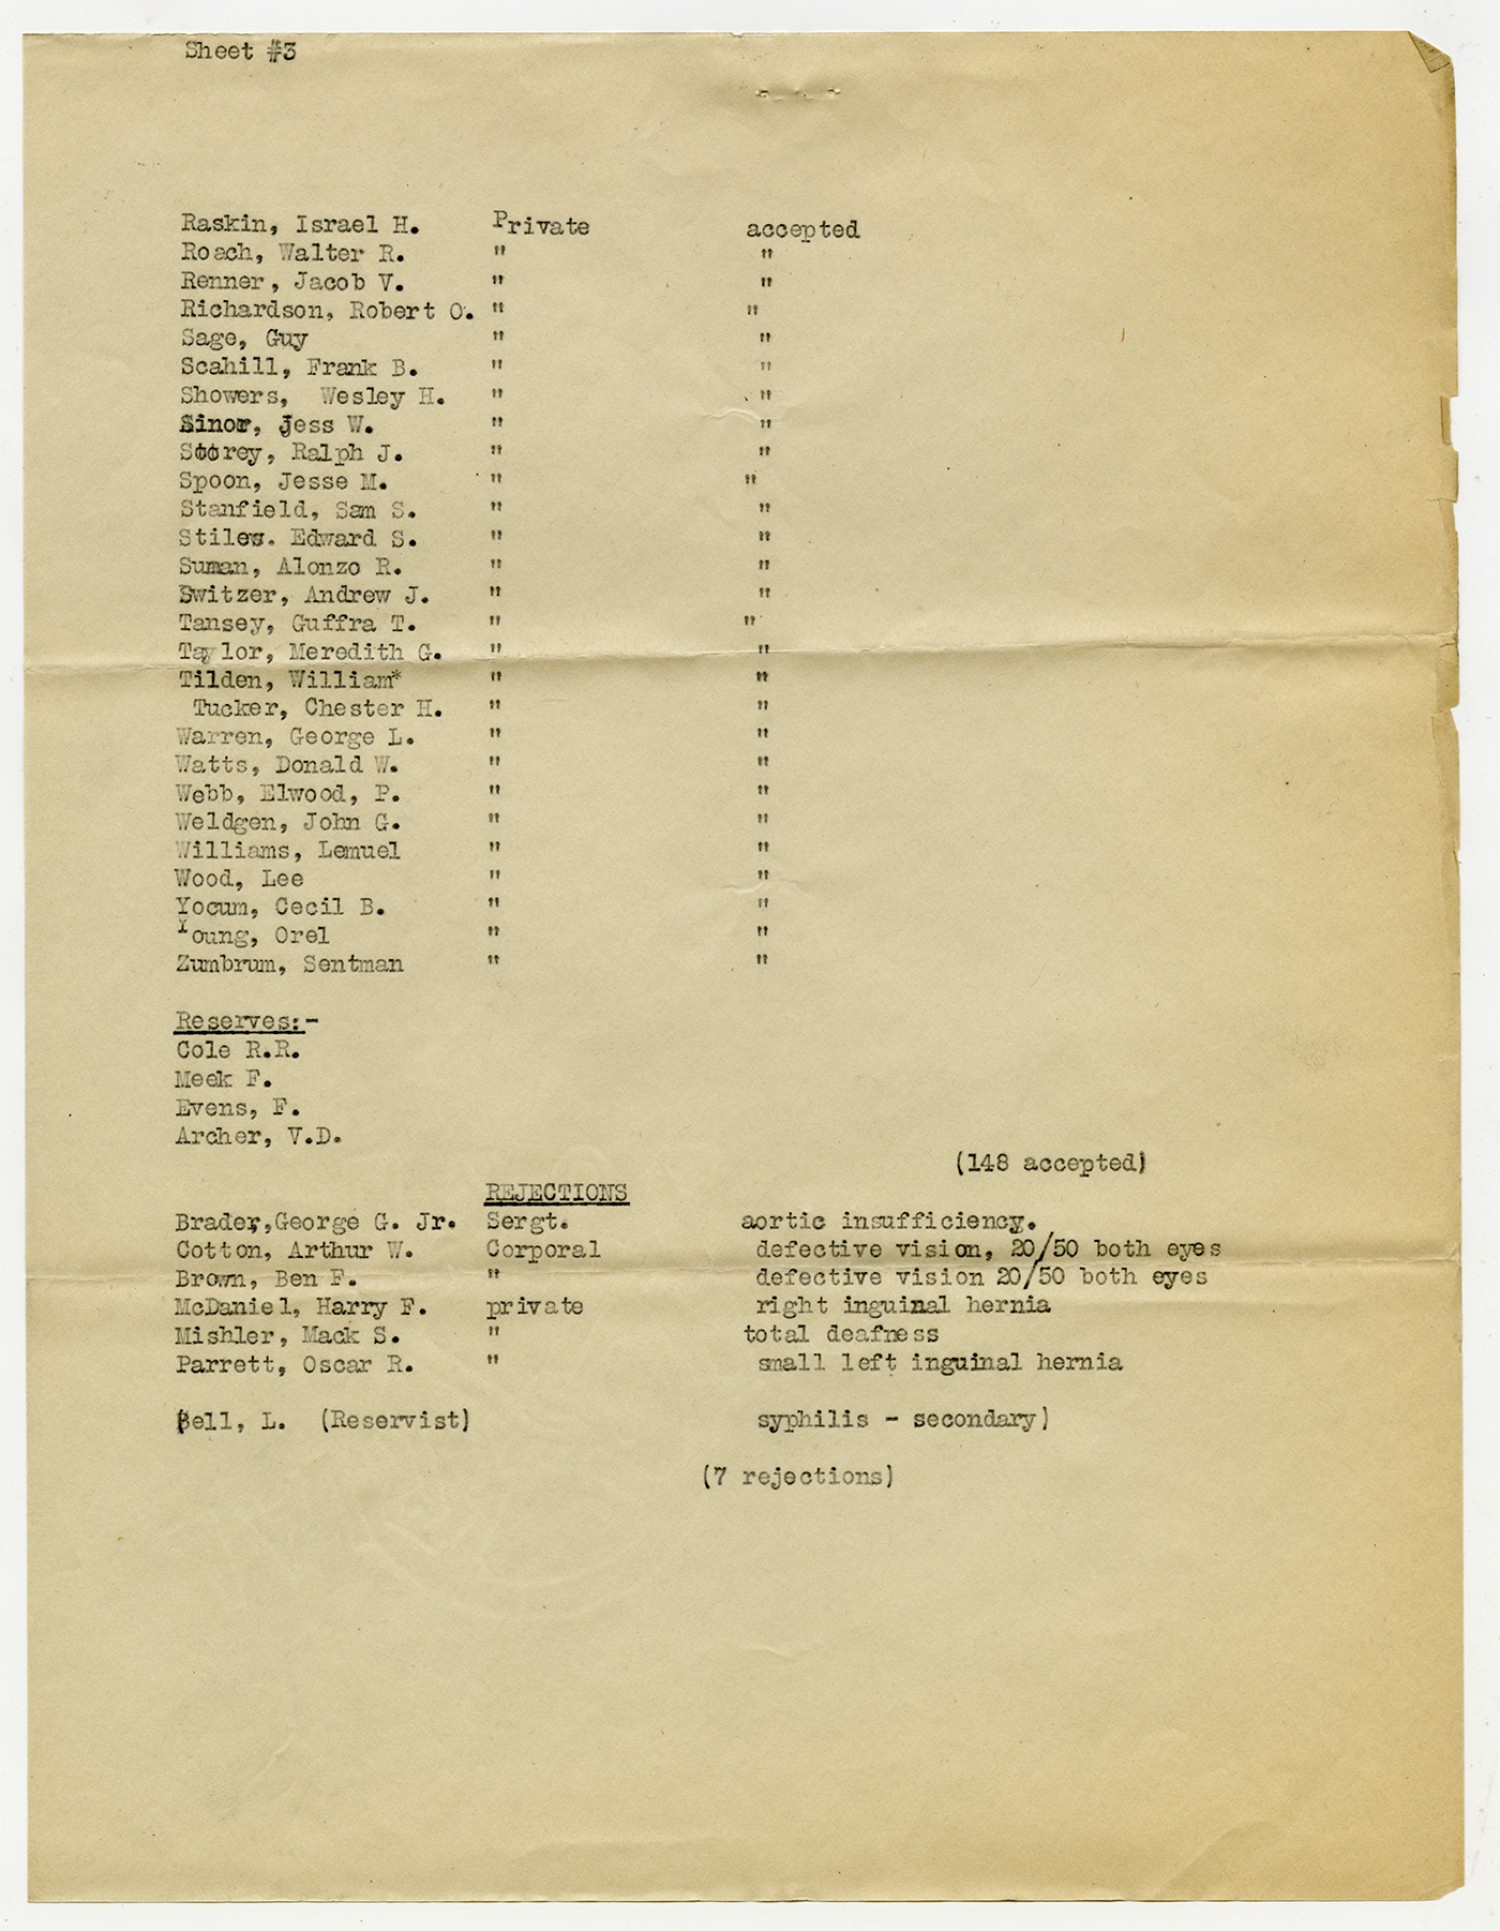 Sheet #3
Raskin, Israel H. Private accepted
Roach, Walter R. " "
Renner, Jacob V. " "
Richardson, Robert O. " "
Sage, Guy " "
Scahill, Frank B. " "
Showers, Wesley H. " "
Sinor, Jess W. " "
Storey, Ralph J. " "
Spoon, Jesse M. " "
Stanfield, Sam S. " "
Stiles. Edward S. " "
Suman, Alonzo R. " "
Switzer, Andrew J. " "
Tansey, Guffra T. " "
Taylor, Meredith G. " "
Tilden, William* " "
Tucker, Chester H. " "
Warren, George L. " "
Watts, Donald W. " "
Webb, Elwood, P. " "
Weldgen, John G. " "
Williams, Lemuel " "
Wood, Lee " "
Yocum, Cecil B. " "
Young, Orel " "
Zumbrum, Sentman " "
Reserves:-
Cole R.R.
Meek F.
Evens, F.
Archer, V.D.
(148 accepted)
REJECTIONS
Brader,George G. Jr. Sergt. aortic insufficiency.
Cotton, Arthur W. Corporal defective vision, 20/50 both eyes
Brown, Ben F. " defective vision 20/50 both eyes
McDaniel, Harry F. private right inguinal hernia
Mishler, Mack S. " total deafness
Parrett, Oscar R. " small left inguinal hernia
(Bell, L. (Reservist) syphilis - secondary)
(7 rejections)